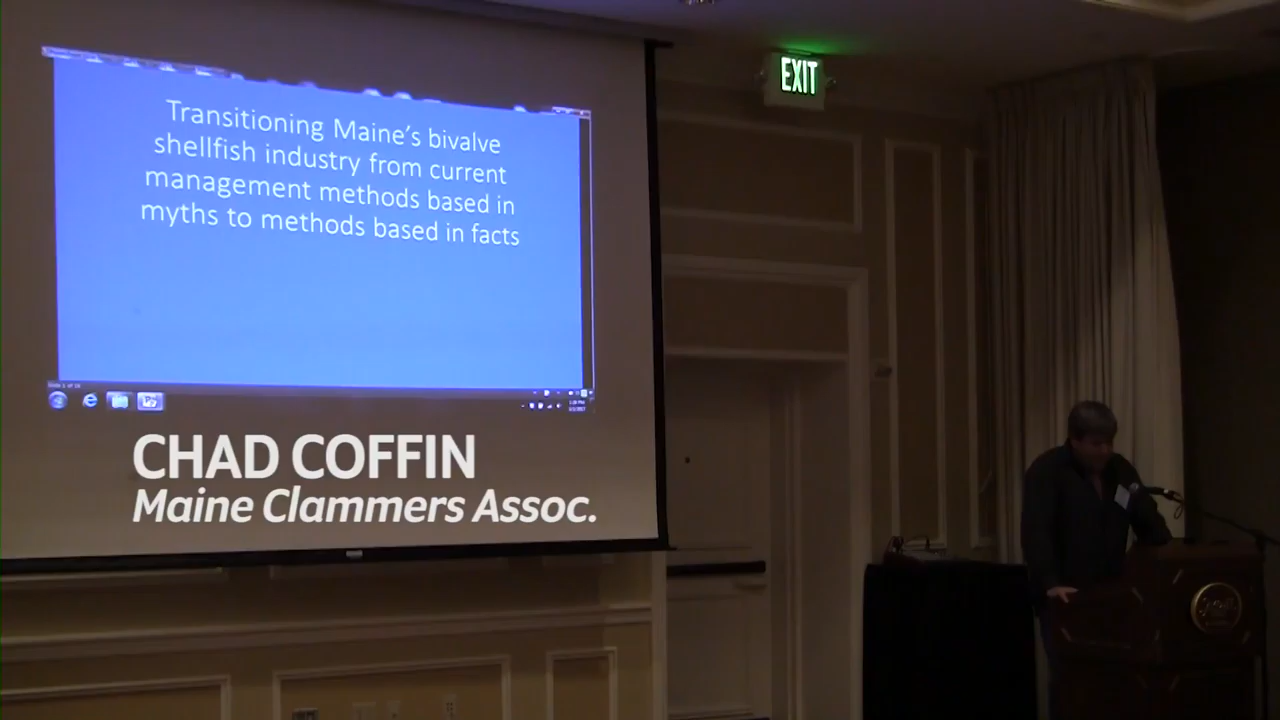 EXIT
Transitioning Maine's bivalve
shellfish industry from current
management methods based in
myths to methods based in facts
CHAD COFFIN
Maine Clammers Assoc.